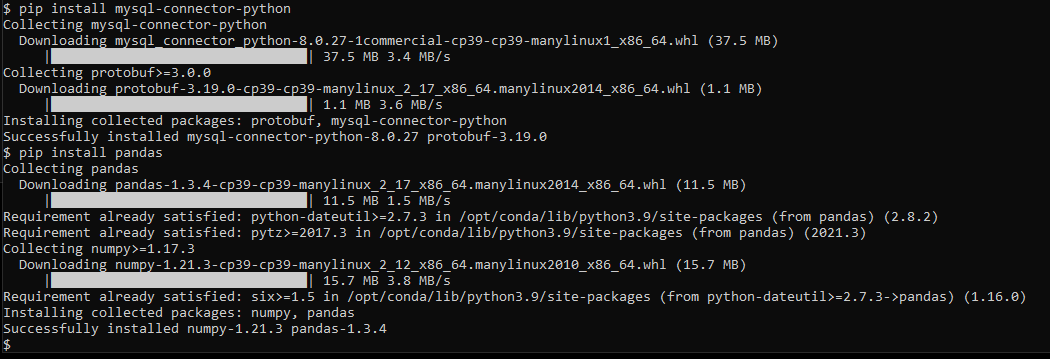 $ pip install mysql-connector-python
Collecting mysql-connector-python
  Downloading mysql_connector_python-8.0.27-1commercial-cp39-cp39-manylinux1_x86_64.whl (37.5 MB)
     |████████████████████████████████| 37.5 MB 3.4 MB/s
Collecting protobuf>=3.0.0
  Downloading protobuf-3.19.0-cp39-cp39-manylinux_2_17_x86_64.manylinux2014_x86_64.whl (1.1 MB)
     |████████████████████████████████| 1.1 MB 3.6 MB/s
Installing collected packages: protobuf, mysql-connector-python
Successfully installed mysql-connector-python-8.0.27 protobuf-3.19.0
$ pip install pandas
Collecting pandas
  Downloading pandas-1.3.4-cp39-cp39-manylinux_2_17_x86_64.manylinux2014_x86_64.whl (11.5 MB)
     |████████████████████████████████| 11.5 MB 1.5 MB/s
Requirement already satisfied: python-dateutil>=2.7.3 in /opt/conda/lib/python3.9/site-packages (from pandas) (2.8.2)
Requirement already satisfied: pytz>=2017.3 in /opt/conda/lib/python3.9/site-packages (from pandas) (2021.3)
Collecting numpy>=1.17.3
  Downloading numpy-1.21.3-cp39-cp39-manylinux_2_12_x86_64.manylinux2010_x86_64.whl (15.7 MB)
     |████████████████████████████████| 15.7 MB 3.8 MB/s
Requirement already satisfied: six>=1.5 in /opt/conda/lib/python3.9/site-packages (from python-dateutil>=2.7.3->pandas) (1.16.0)
Installing collected packages: numpy, pandas
Successfully installed numpy-1.21.3 pandas-1.3.4
$